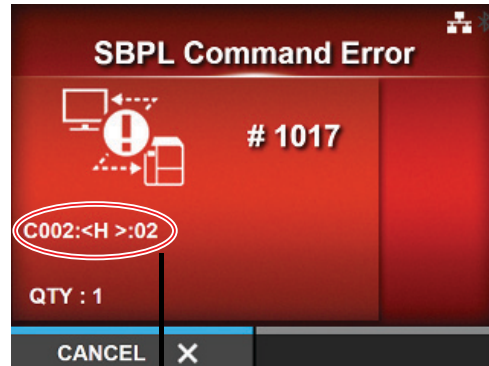 SBPL Command Error
# 1017
C002:<H >:02
QTY : 1
CANCEL